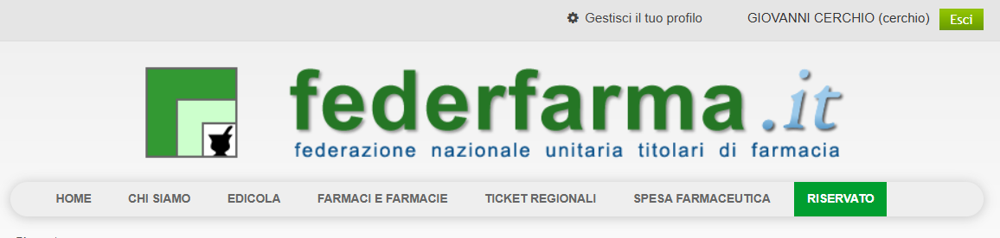 Gestisci il tuo profilo GIOVANNI CERCHIO (cerchio) Esci
federfarma.it
federazione nazionale unitaria titolari di farmacia
HOME CHI SIAMO EDICOLA FARMACI E FARMACIE TICKET REGIONALI SPESA FARMACEUTICA RISERVATO